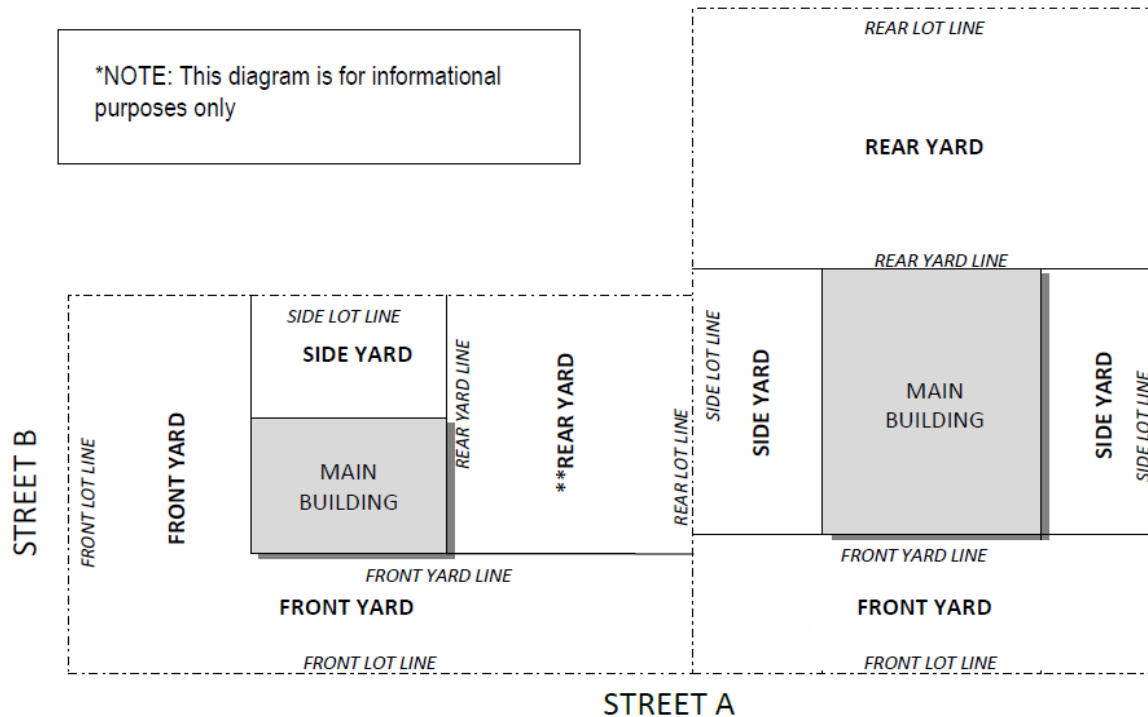 *NOTE: This diagram is for informational
purposes only
REAR LOT LINE
REAR YARD
REAR YARD LINE
SIDE LOT LINE
SIDE YARD
MAIN
BUILDING
SIDE YARD
SIDE LOT LINE
FRONT YARD LINE
FRONT YARD
FRONT LOT LINE
STREET B
FRONT LOT LINE
FRONT YARD
SIDE LOT LINE
SIDE YARD
MAIN
BUILDING
REAR YARD LINE
**REAR YARD
REAR LOT LINE
FRONT YARD LINE
FRONT YARD
FRONT LOT LINE
STREET A